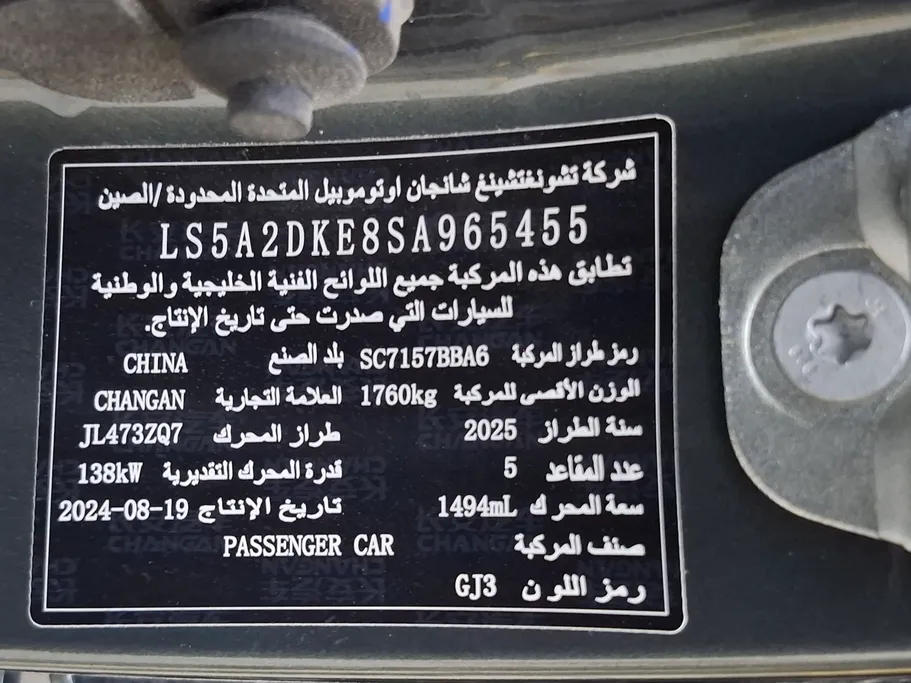 شركة تشونغتشينغ شانجان اوتوموبيل المتحدة المحدودة /الصين
LS5A2DKE8SA965455
تطابق هذه المركبة جميع اللوائح الفنية الخليجية والوطنية
للسيارات التي صدرت حتى تاريخ الإنتاج.
رمز طراز المركبة SC7157BBA6 بلد الصنع CHINA
الوزن الأقصى للمركبة 1760kg العلامة التجارية CHANGAN
سنة الطراز 2025 طراز المحرك JL473ZQ7
عدد المقاعد 5 قدرة المحرك التقديرية 138kW
سعة المحرك 1494mL تاريخ الإنتاج 2024-08-19
صنف المركبة PASSENGER CAR
رمز اللون GJ3